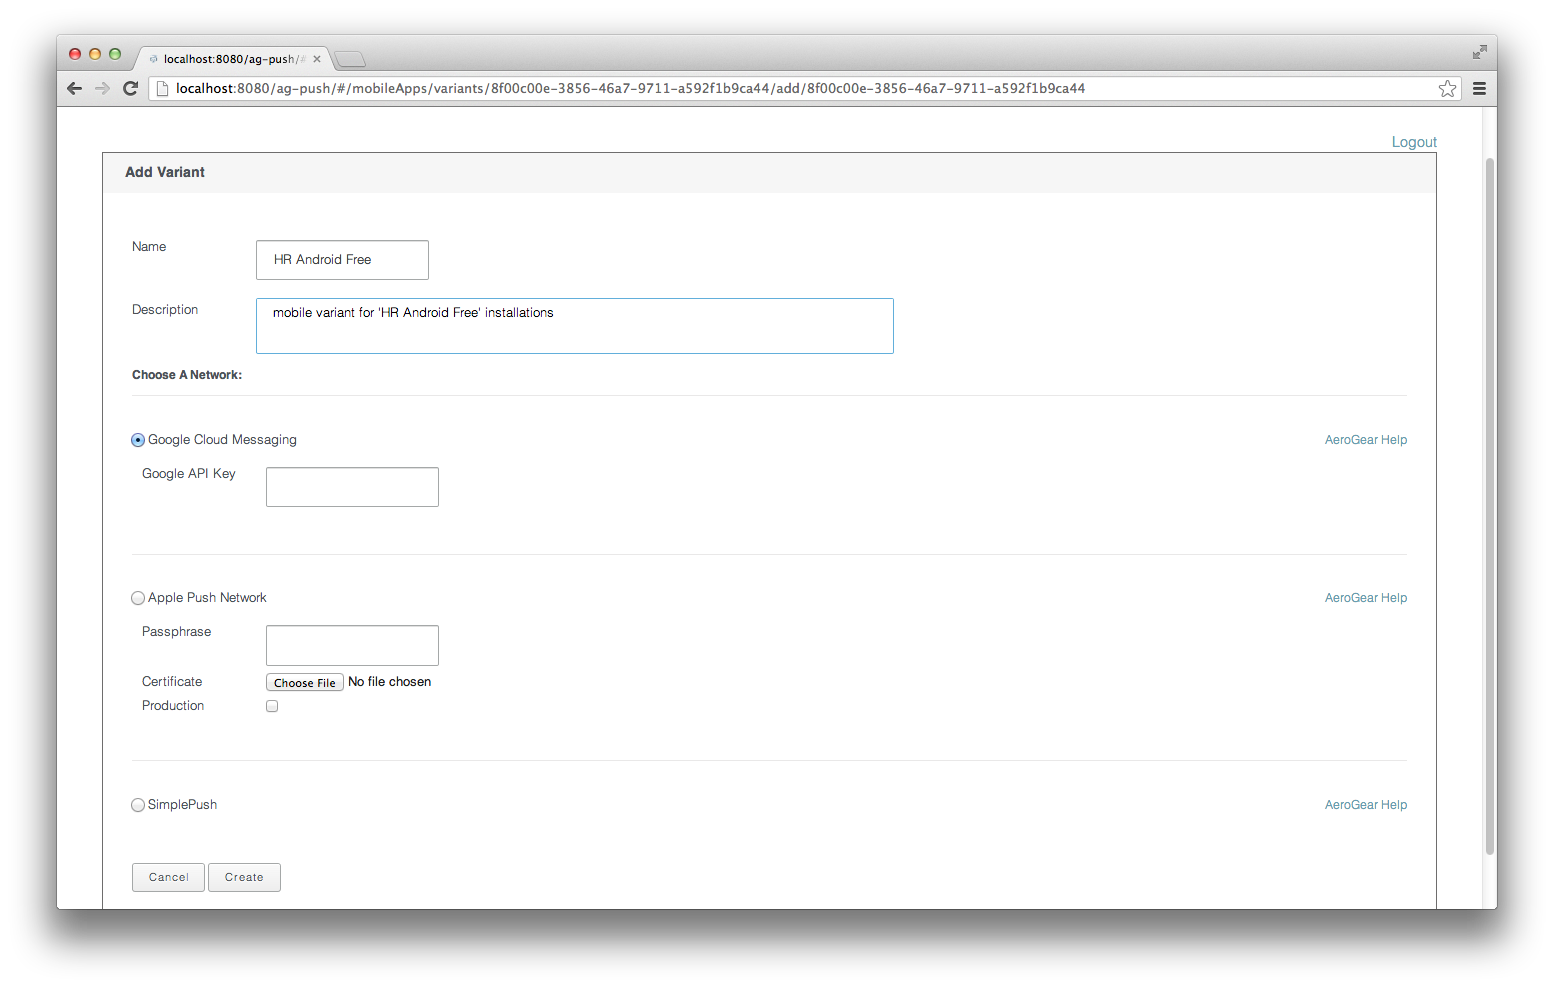 localhost:8080/ag-push/#
localhost:8080/ag-push/#/mobileApps/variants/8f00c00e-3856-46a7-9711-a592f1b9ca44/add/8f00c00e-3856-46a7-9711-a592f1b9ca44
Logout
Add Variant
Name
HR Android Free
Description
mobile variant for 'HR Android Free' installations
Choose A Network:
Google Cloud Messaging
AeroGear Help
Google API Key
Apple Push Network
AeroGear Help
Passphrase
Certificate
Choose File No file chosen
Production
SimplePush
AeroGear Help
Cancel Create